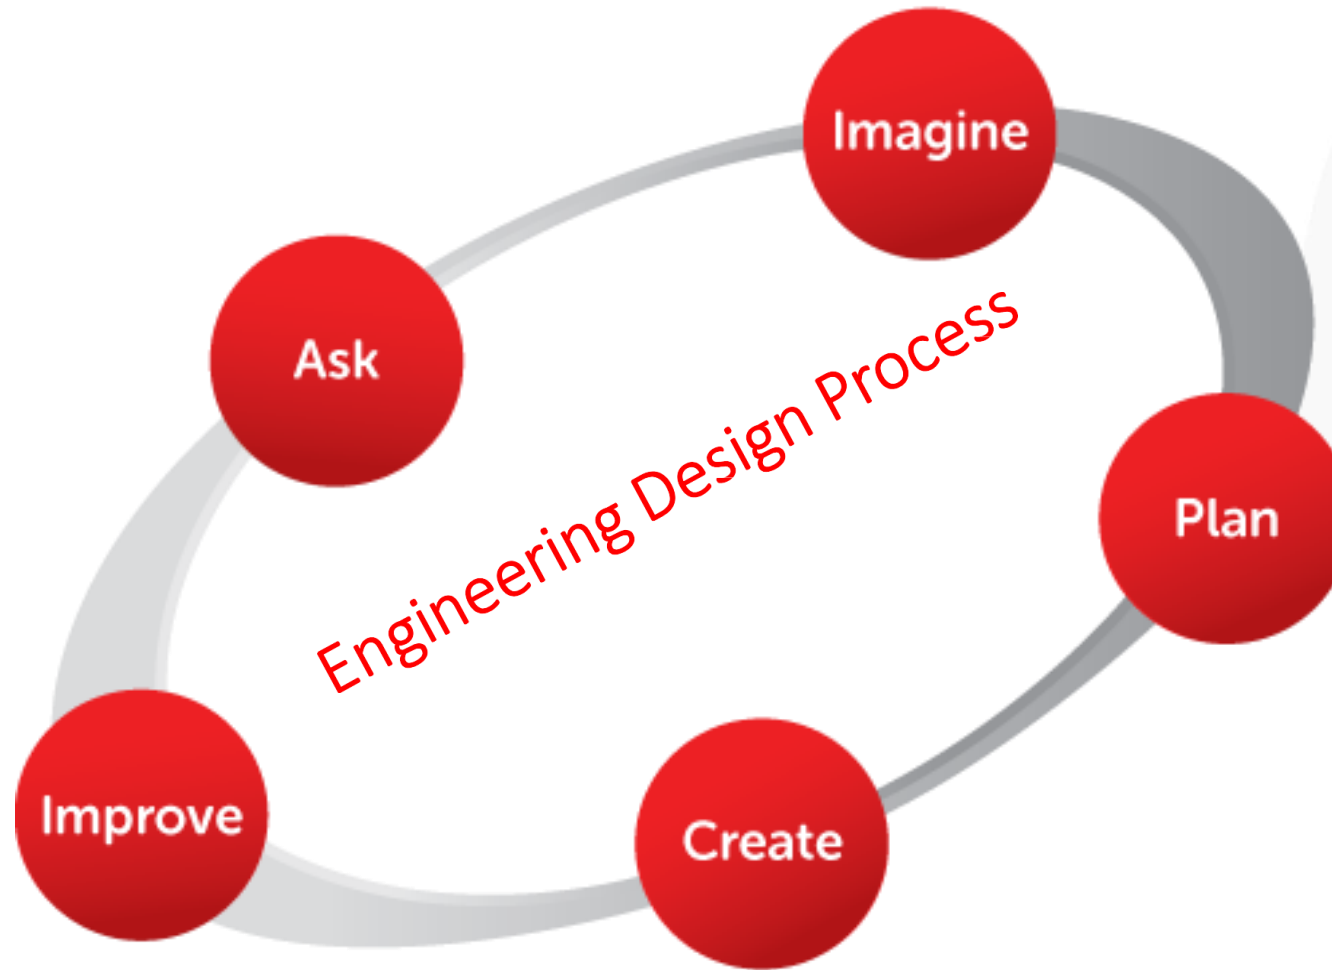 Imagine
Ask
Engineering Design Process
Plan
Improve
Create